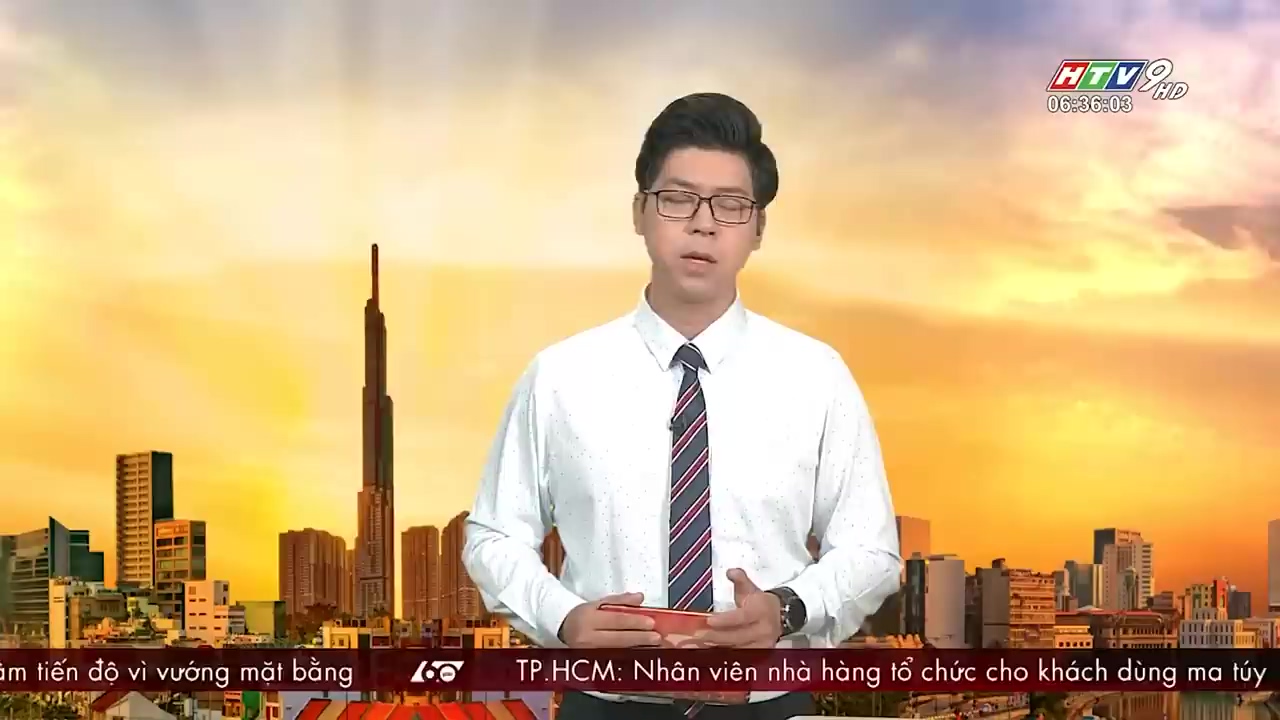 HTV9
HD
06:36:03
tiến độ vì vướng mặt bằng
60
TP.HCM: Nhân viên nhà hàng tổ chức cho khách dùng ma túy